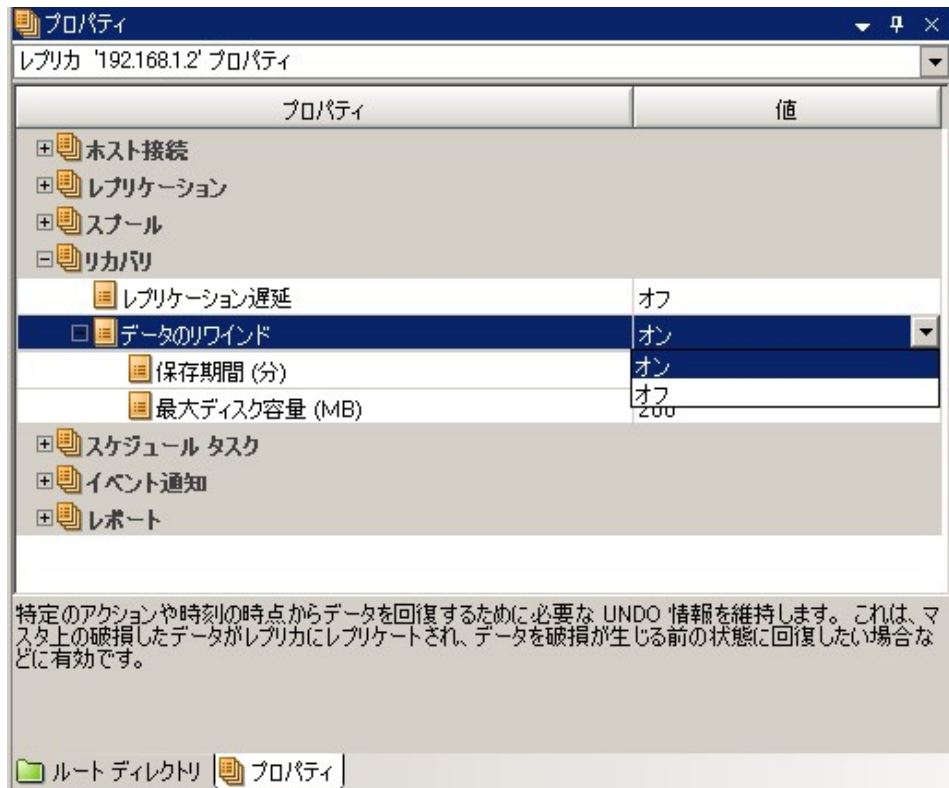 プロパティ
レプリカ '192.168.1.2' プロパティ
プロパティ 値
ホスト接続
レプリケーション
スプール
リカバリ
レプリケーション遅延 オフ
データのリワインド オン
保存期間 (分) オン
オフ
最大ディスク容量 (MB) 200
スケジュール タスク
イベント通知
レポート
特定のアクションや時刻の時点からデータを回復するために必要な UNDO 情報を維持します。これは、マ
スタ上の破損したデータがレプリカにレプリケートされ、データを破損が生じる前の状態に回復したい場合な
どに有効です。
ルート ディレクトリ プロパティ